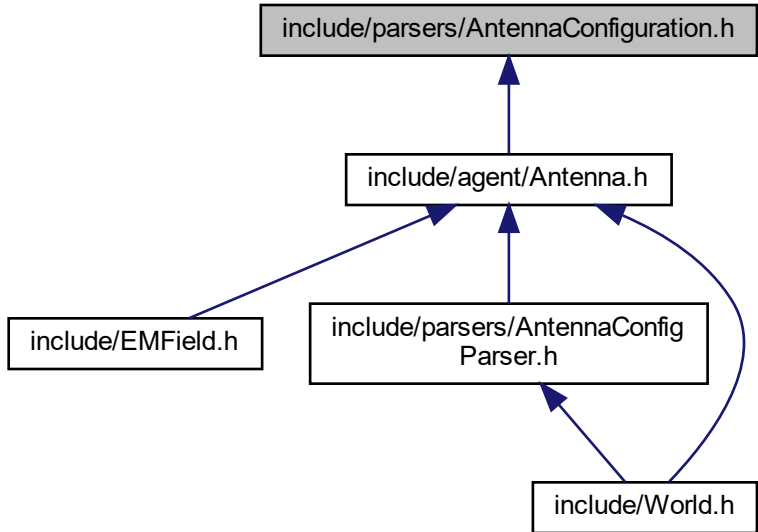 include/parsers/AntennaConfiguration.h
include/agent/Antenna.h
include/EMField.h
include/parsers/AntennaConfig
Parser.h
include/World.h